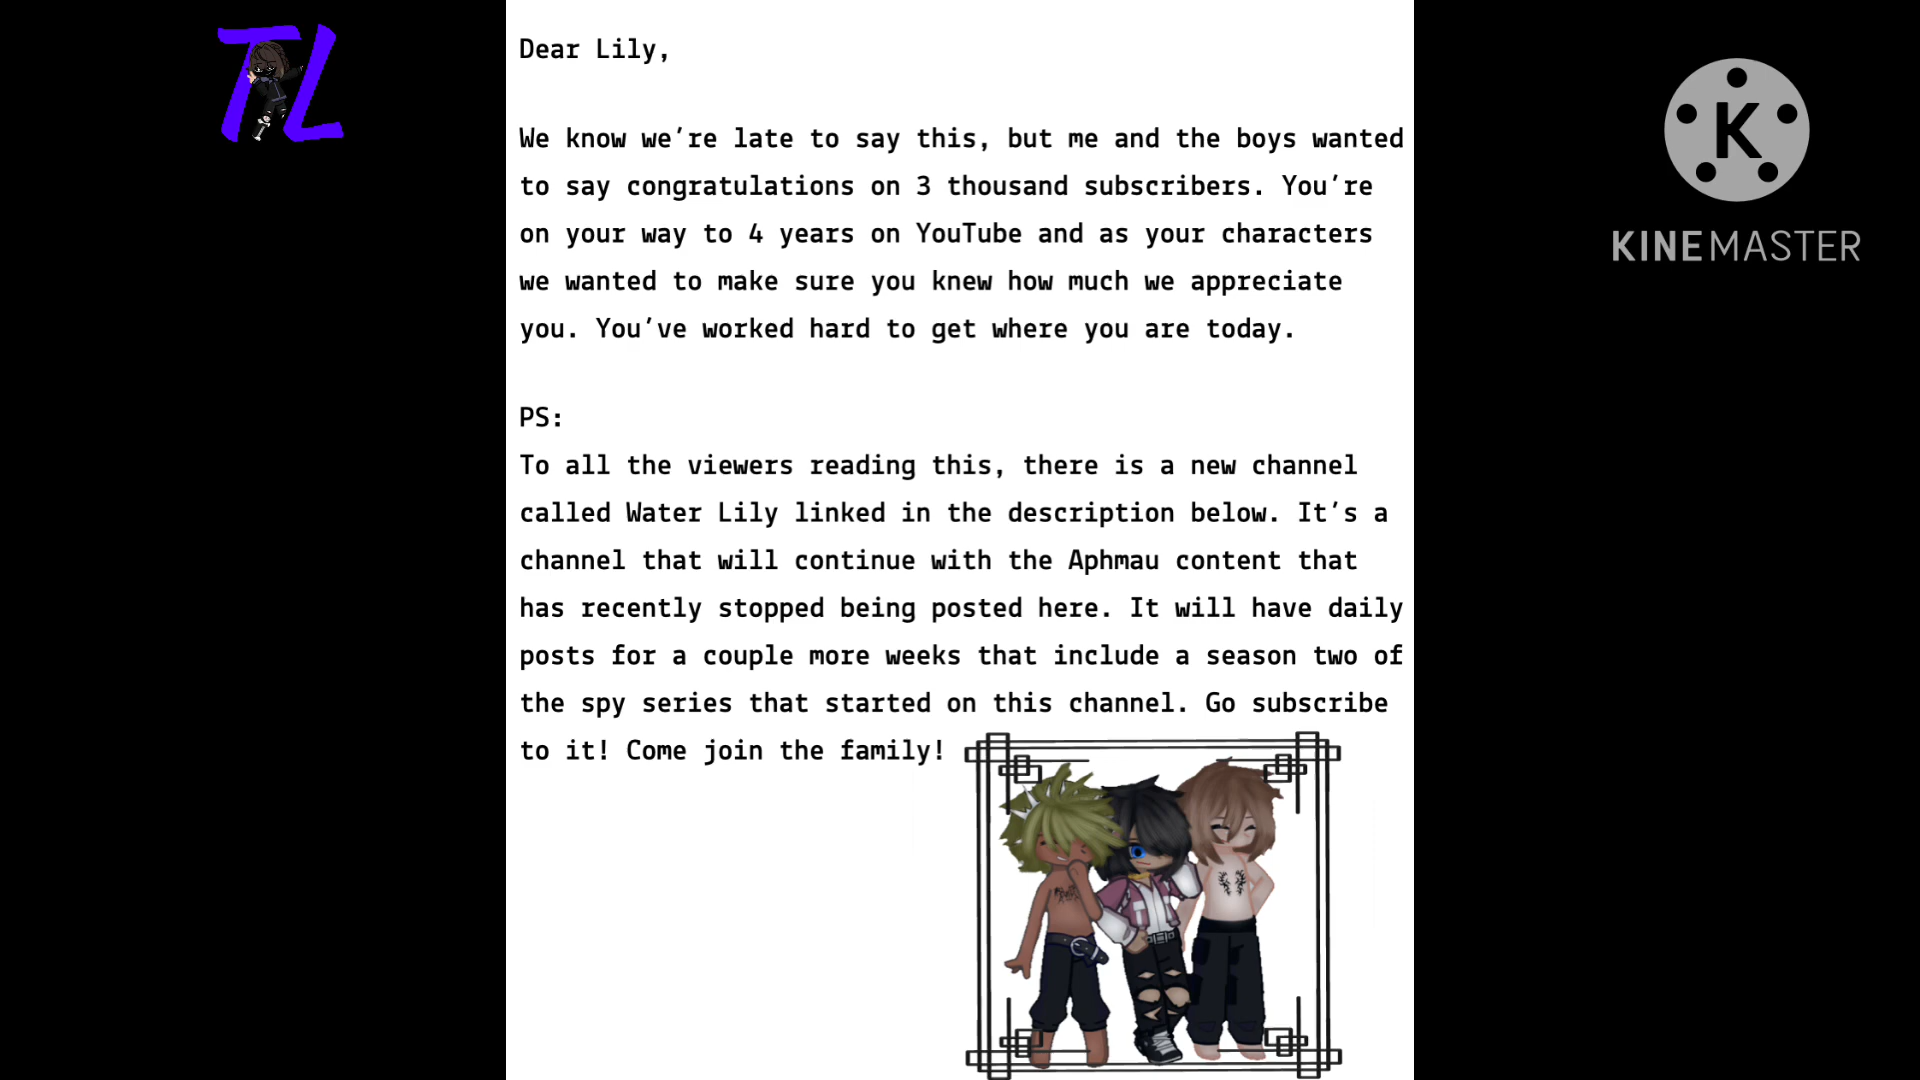 TL
Dear Lily,
We know we’re late to say this, but me and the boys wanted
to say congratulations on 3 thousand subscribers. You’re
on your way to 4 years on YouTube and as your characters
we wanted to make sure you knew how much we appreciate
you. You’ve worked hard to get where you are today.
PS:
To all the viewers reading this, there is a new channel
called Water Lily linked in the description below. It’s a
channel that will continue with the Aphmau content that
has recently stopped being posted here. It will have daily
posts for a couple more weeks that include a season two of
the spy series that started on this channel. Go subscribe
to it! Come join the family!
K
KINEMASTER